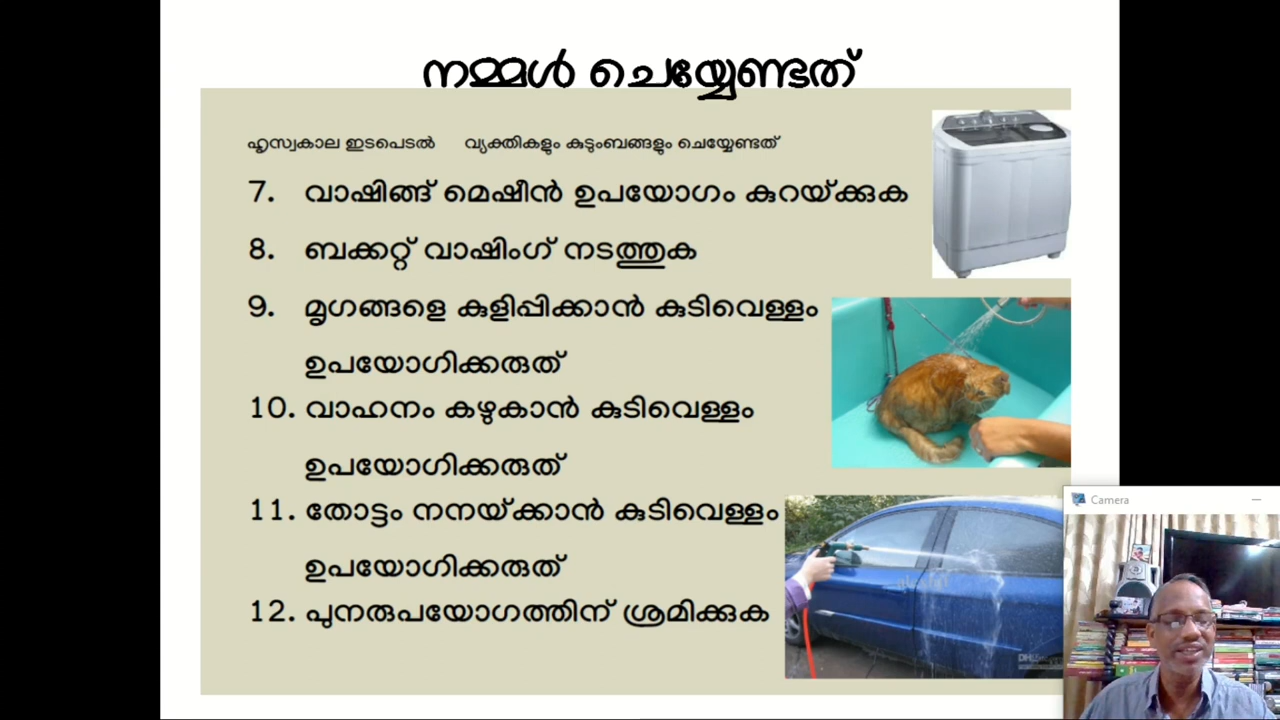 നമ്മൾ ചെയ്യേണ്ടത്
ഹ്രസ്വകാല ഇടപെടൽ വ്യക്തികളും കുടുംബങ്ങളും ചെയ്യേണ്ടത്
7. വാഷിങ്ങ് മെഷീൻ ഉപയോഗം കുറയ്ക്കുക
8. ബക്കറ്റ് വാഷിംഗ് നടത്തുക
9. മൃഗങ്ങളെ കുളിപ്പിക്കാൻ കുടിവെള്ളം
ഉപയോഗിക്കരുത്
10. വാഹനം കഴുകാൻ കുടിവെള്ളം
ഉപയോഗിക്കരുത്
11. തോട്ടം നനയ്ക്കാൻ കുടിവെള്ളം
ഉപയോഗിക്കരുത്
12. പുനരുപയോഗത്തിന് ശ്രമിക്കുക
Camera